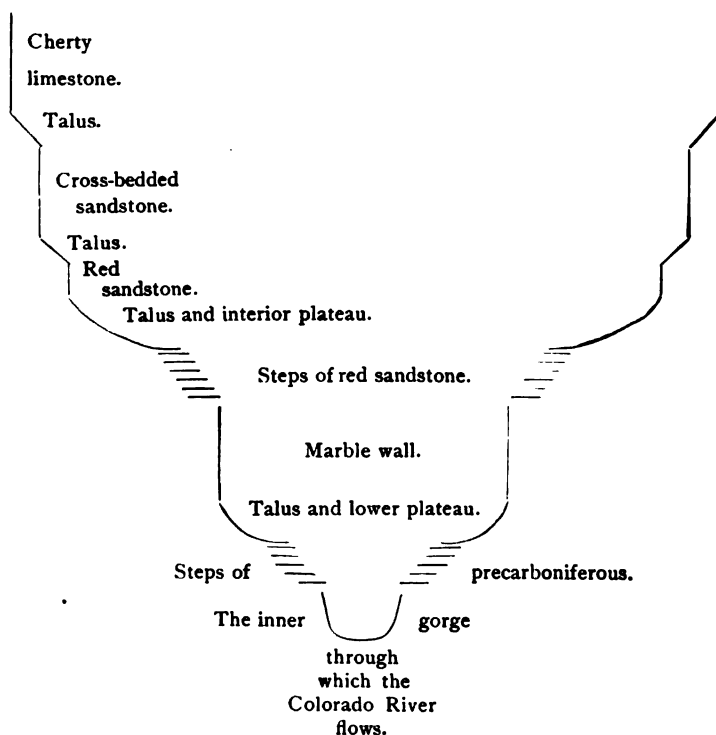 Cherty
limestone.
Talus.
Cross-bedded
sandstone.
Talus.
Red
sandstone.
Talus and interior plateau.
Steps of red sandstone.
Marble wall.
Talus and lower plateau.
Steps of precarboniferous.
The inner gorge
through
which the
Colorado River
flows.